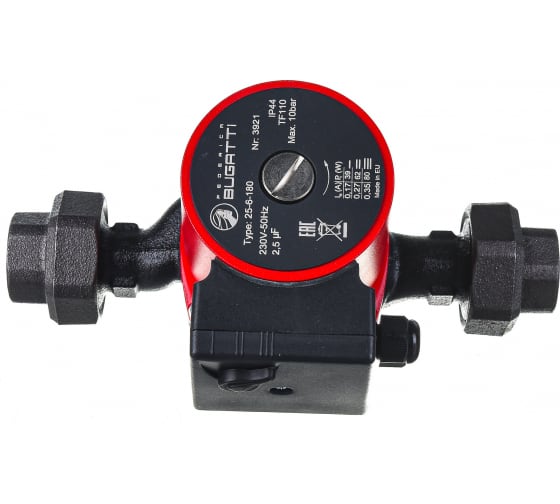 FEDERICA
BUGATTI
Type: 25-6-180
230V-50Hz
2,5 µF
Nr: 3921
IP44
TF110
Max. 10bar
I,(A) P,(W)
0,17 39
0,27 62
0,35 80
Made in EU
EAC